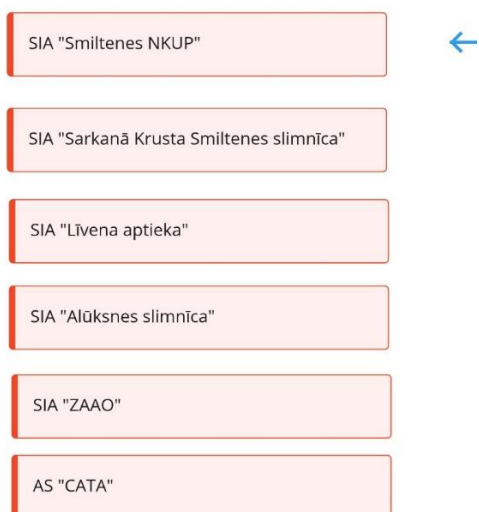 SIA "Smiltenes NKUP"
SIA "Sarkanā Krusta Smiltenes slimnīca"
SIA "Līvena aptieka"
SIA "Alūksnes slimnīca"
SIA "ZAAO"
AS "CATA"